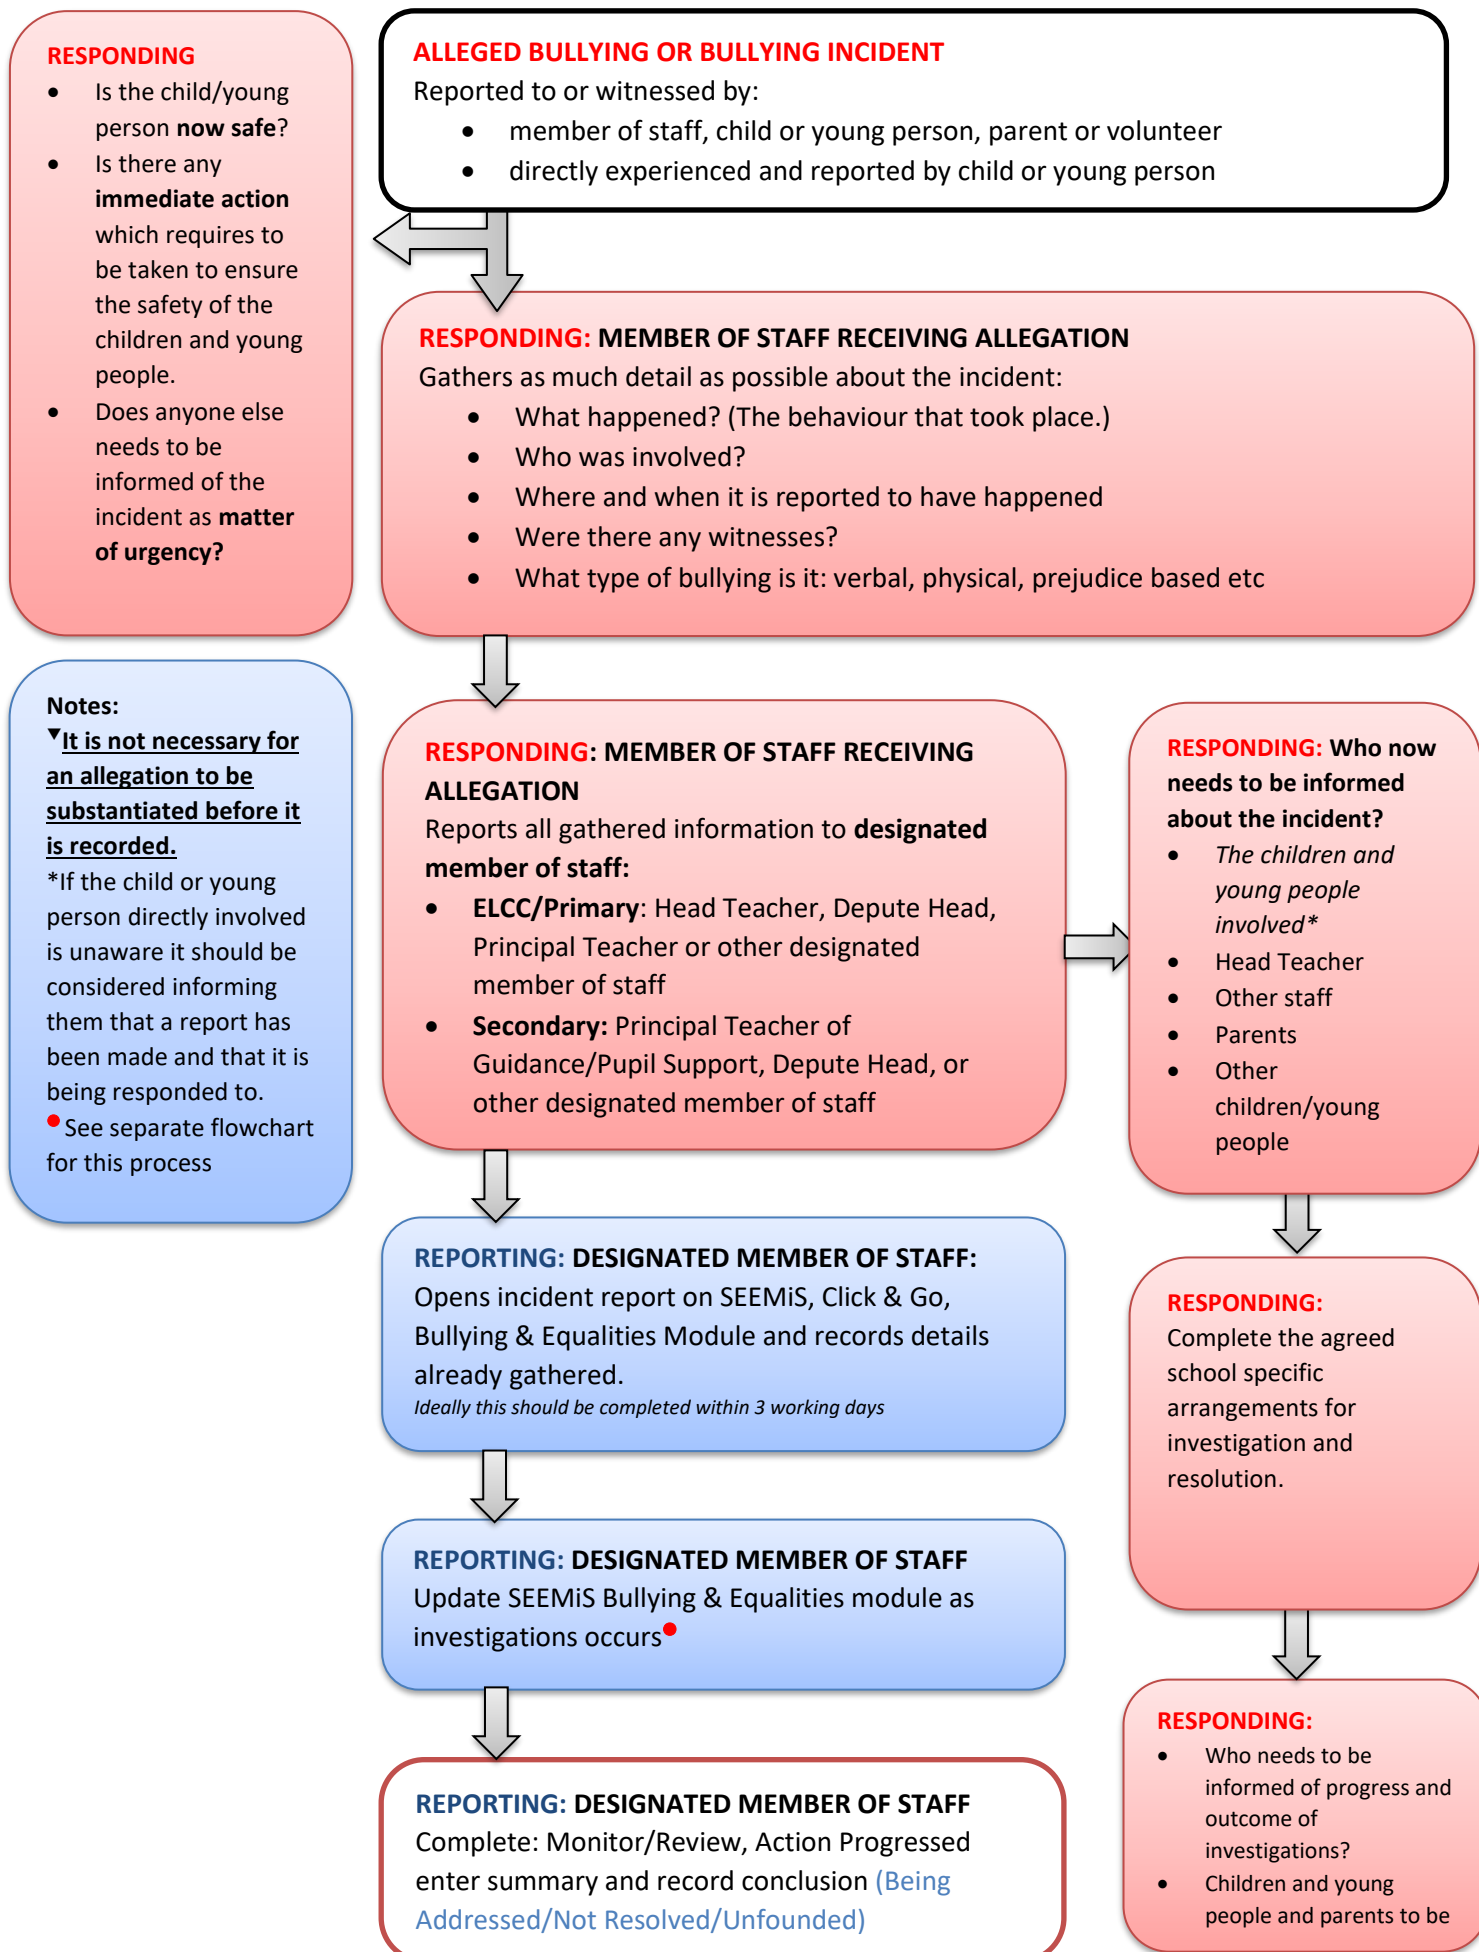 RESPONDING
• Is the child/young
person now safe?
• Is there any
immediate action
which requires to
be taken to ensure
the safety of the
children and young
people.
• Does anyone else
needs to be
informed of the
incident as matter
of urgency?
ALLEGED BULLYING OR BULLYING INCIDENT
Reported to or witnessed by:
• member of staff, child or young person, parent or volunteer
• directly experienced and reported by child or young person
RESPONDING: MEMBER OF STAFF RECEIVING ALLEGATION
Gathers as much detail as possible about the incident:
• What happened? (The behaviour that took place.)
• Who was involved?
• Where and when it is reported to have happened
• Were there any witnesses?
• What type of bullying is it: verbal, physical, prejudice based etc
Notes:
▼It is not necessary for
an allegation to be
substantiated before it
is recorded.
*If the child or young
person directly involved
is unaware it should be
considered informing
them that a report has
been made and that it is
being responded to.
● See separate flowchart
for this process
RESPONDING: MEMBER OF STAFF RECEIVING
ALLEGATION
Reports all gathered information to designated
member of staff:
• ELCC/Primary: Head Teacher, Depute Head,
Principal Teacher or other designated
member of staff
• Secondary: Principal Teacher of
Guidance/Pupil Support, Depute Head, or
other designated member of staff
RESPONDING: Who now
needs to be informed
about the incident?
• The children and
young people
involved*
• Head Teacher
• Other staff
• Parents
• Other
children/young
people
REPORTING: DESIGNATED MEMBER OF STAFF:
Opens incident report on SEEMiS, Click & Go,
Bullying & Equalities Module and records details
already gathered.
Ideally this should be completed within 3 working days
RESPONDING:
Complete the agreed
school specific
arrangements for
investigation and
resolution.
REPORTING: DESIGNATED MEMBER OF STAFF
Update SEEMiS Bullying & Equalities module as
investigations occurs●
REPORTING: DESIGNATED MEMBER OF STAFF
Complete: Monitor/Review, Action Progressed
enter summary and record conclusion (Being
Addressed/Not Resolved/Unfounded)
RESPONDING:
• Who needs to be
informed of progress and
outcome of
investigations?
• Children and young
people and parents to be